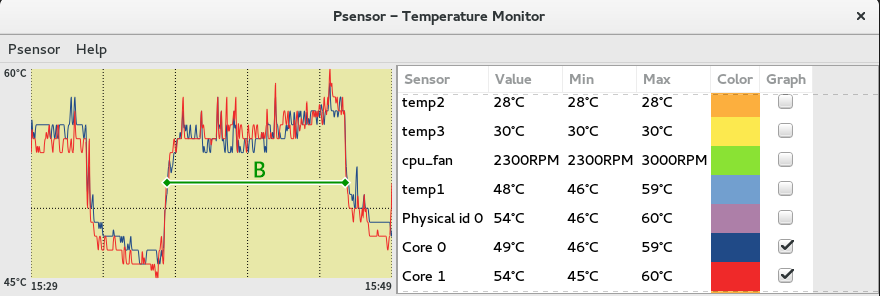 Psensor – Temperature Monitor
Psensor Help
60°C
B
45°C
15:29 15:49
Sensor Value Min Max Color Graph
temp2 28°C 28°C 28°C
temp3 30°C 30°C 30°C
cpu_fan 2300RPM 2300RPM 3000RPM
temp1 48°C 46°C 59°C
Physical id 0 54°C 46°C 60°C
Core 0 49°C 46°C 59°C
Core 1 54°C 45°C 60°C